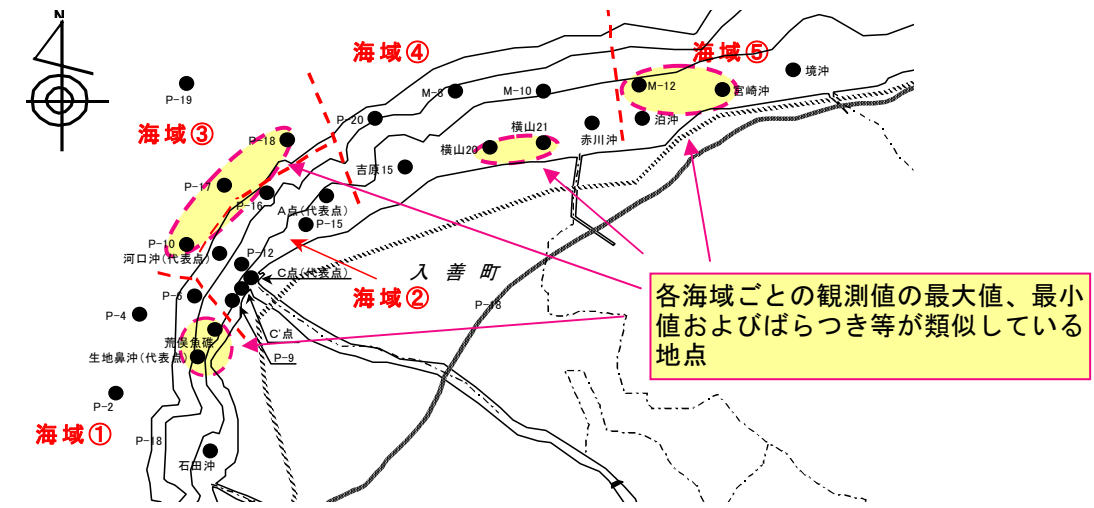 N
海域④
海域⑤
境沖
P-19
M-8
M-10
M-12
宮崎沖
海域③
P-20
泊沖
P-18
横山21
赤川沖
横山20
吉原15
P-17
P-16
A点(代表点)
P-15
P-10
河口沖(代表点)
P-12
C点(代表点)
入善町
海域②
各海域ごとの観測値の最大値、最小
値およびばらつき等が類似している
地点
P-18
P-4
C'点
荒俣魚礁
生地鼻沖(代表点)
P-9
P-2
海域①
P-18
石田沖